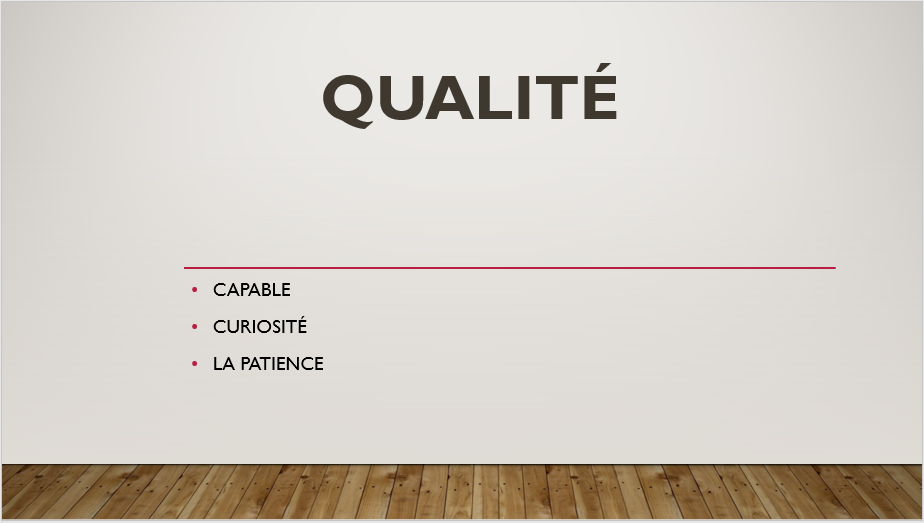 QUALITÉ
• CAPABLE
• CURIOSITÉ
• LA PATIENCE